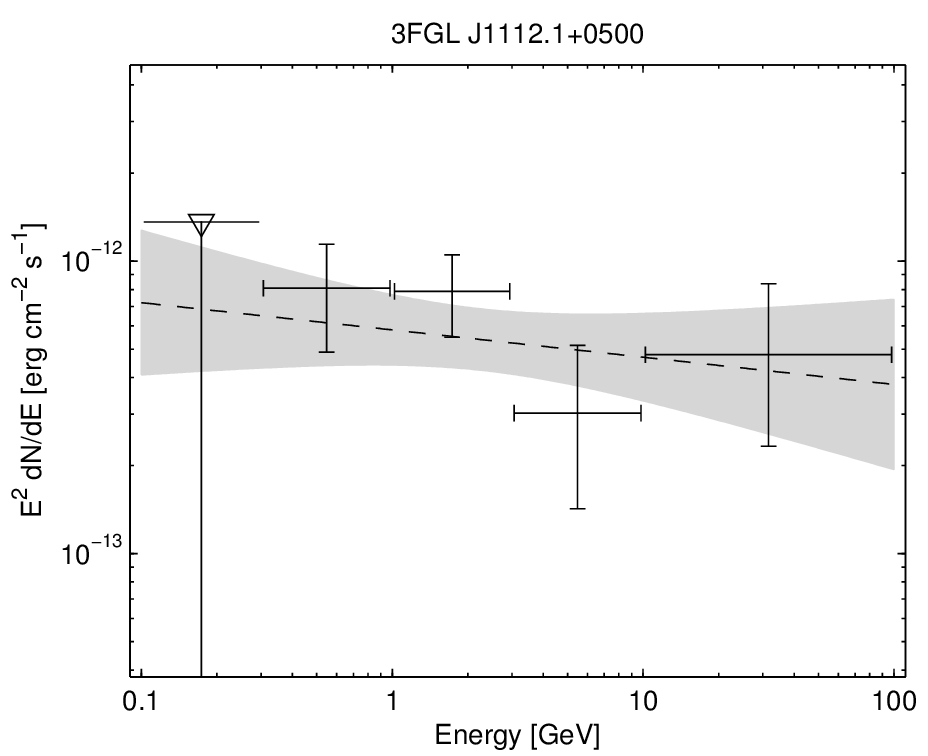 3FGL J1112.1+0500
E² dN/dE [erg cm⁻² s⁻¹]
10⁻¹²
10⁻¹³
0.1 1 10 100
Energy [GeV]